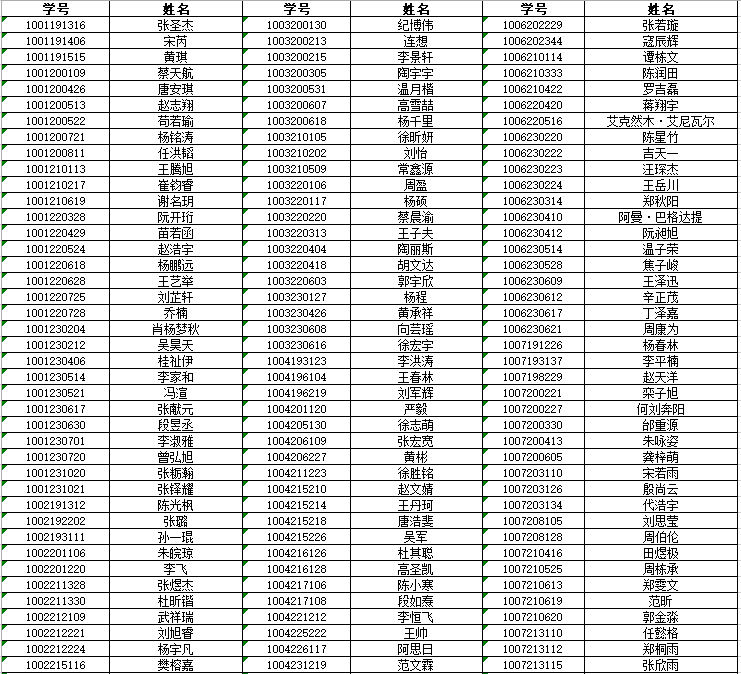 学号 姓名 学号 姓名 学号 姓名
1001191316 张圣杰 1003200130 纪博伟 1006202229 张若璇
1001191406 宋芮 1003200213 连想 1006202344 寇辰辉
1001191515 黄琪 1003200215 李景轩 1006210114 谭栋文
1001200109 蔡天航 1003200305 陶宇宇 1006210333 陈润田
1001200426 唐安琪 1003200531 温月楷 1006210422 罗吉磊
1001200513 赵志翔 1003200607 高雪喆 1006220420 蒋翔宇
1001200522 苟若瑜 1003200618 杨千里 1006220516 艾克然木·艾尼瓦尔
1001200721 杨铭涛 1003210105 徐昕妍 1006230220 陈星竹
1001200811 任洪韬 1003210202 刘怡 1006230222 吉天一
1001210113 王腾旭 1003210509 常鑫源 1006230223 汪琛杰
1001210217 崔钧睿 1003220106 周盈 1006230224 王岳川
1001210619 谢名玥 1003220117 杨硕 1006230314 郑秋阳
1001220328 阮开珩 1003220220 蔡晨渝 1006230410 阿曼·巴格达提
1001220429 苗若函 1003220313 王子夫 1006230412 阮昶旭
1001220524 赵浩宇 1003220404 陶丽斯 1006230514 温子荣
1001220618 杨鹏远 1003220418 胡文达 1006230528 焦子峻
1001220628 王艺举 1003220603 郭宇欣 1006230609 王泽迅
1001220725 刘芷轩 1003230127 杨程 1006230612 辛正茂
1001220728 乔楠 1003230426 黄承祥 1006230617 丁泽嘉
1001230204 肖杨梦秋 1003230608 向芸瑶 1006230621 周康为
1001230212 吴昊天 1003230616 徐宏宇 1007191226 杨春林
1001230406 桂祉伊 1004193123 李洪涛 1007193137 李平楠
1001230514 李家和 1004196104 王春林 1007198229 赵天洋
1001230521 冯渲 1004196219 刘军辉 1007200221 栾子旭
1001230617 张献元 1004201120 严毅 1007200227 何刘奔阳
1001230630 段昱丞 1004205130 徐志萌 1007200330 邰重源
1001230701 李淑雅 1004206109 张宏宽 1007200413 朱咏姿
1001230720 曾弘旭 1004206227 黄彬 1007200605 龚梓萌
1001231020 张砺瀚 1004211223 徐胜铭 1007203110 宋若雨
1001231021 张铎耀 1004215210 赵文婧 1007203126 殷尚云
1002191312 陈光枫 1004215214 王丹珂 1007203134 代浩宇
1002192202 张璐 1004215218 唐浩斐 1007208105 刘思莹
1002193111 孙一琨 1004215226 吴军 1007208128 周伯伦
1002201106 朱皖琼 1004216126 杜其聪 1007210416 田煜极
1002201220 李飞 1004216128 高圣凯 1007210525 周栋承
1002211328 张煜杰 1004217106 陈小寒 1007210613 郑雯文
1002211330 杜昕锴 1004217108 段如焘 1007210619 范昕
1002212109 武祥瑞 1004221212 李恒飞 1007210620 郭金淼
1002212221 刘旭睿 1004225222 王帅 1007213110 任懿格
1002212224 杨宇凡 1004226117 阿思日 1007213112 郑桐雨
1002215116 樊榕嘉 1004231219 范文霖 1007213115 张欣雨